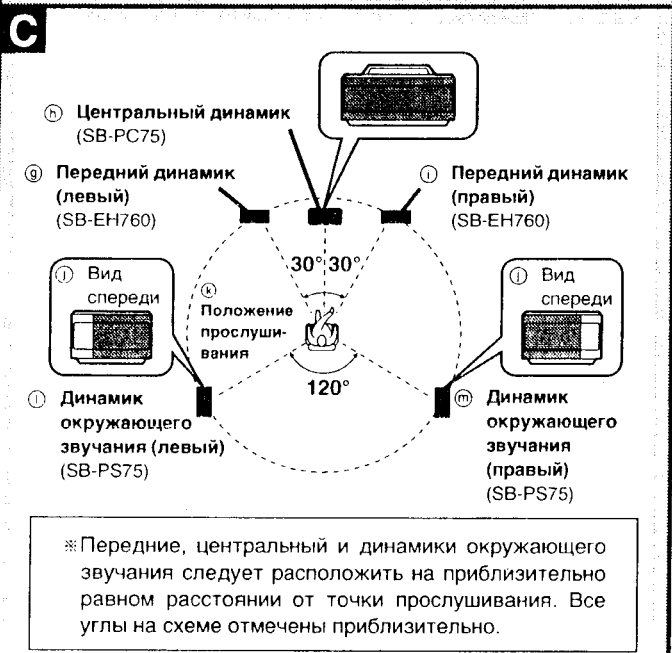 C
ⓗ Центральный динамик
(SB-PC75)
ⓖ Передний динамик
(левый)
(SB-EH760)
ⓘ Передний динамик
(правый)
(SB-EH760)
30° 30°
ⓙ Вид
спереди
ⓚ
Положение
прослуши-
вания
ⓙ Вид
спереди
120°
ⓛ Динамик
окружающего
звучания (левый)
(SB-PS75)
ⓜ Динамик
окружающего
звучания
(правый)
(SB-PS75)
※Передние, центральный и динамики окружающего
звучания следует расположить на приблизительно
равном расстоянии от точки прослушивания. Все
углы на схеме отмечены приблизительно.